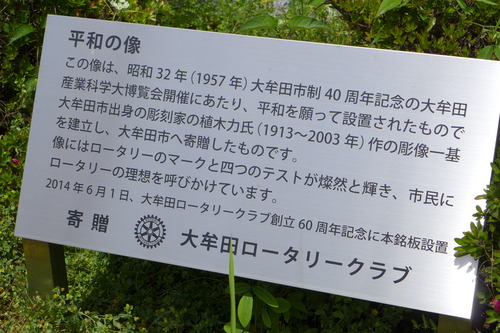 平和の像
この像は、昭和32年（1957年）大牟田市制40周年記念の大牟田
産業科学大博覧会開催にあたり、平和を願って設置されたもので
大牟田市出身の彫刻家の植木力氏（1913～2003年）作の彫像一基
を建立し、大牟田市へ寄贈したものです。
像にはロータリーのマークと四つのテストが燦然と輝き、市民に
ロータリーの理想を呼びかけています。
2014年6月1日、大牟田ロータリークラブ創立60周年記念に本銘板設置
寄贈 大牟田ロータリークラブ